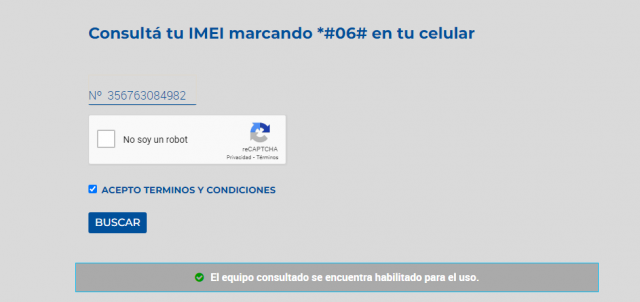 Consultá tu IMEI marcando *#06# en tu celular
Nº 356763084982
No soy un robot
reCAPTCHA
Privacidad - Términos
ACEPTO TERMINOS Y CONDICIONES
BUSCAR
El equipo consultado se encuentra habilitado para el uso.